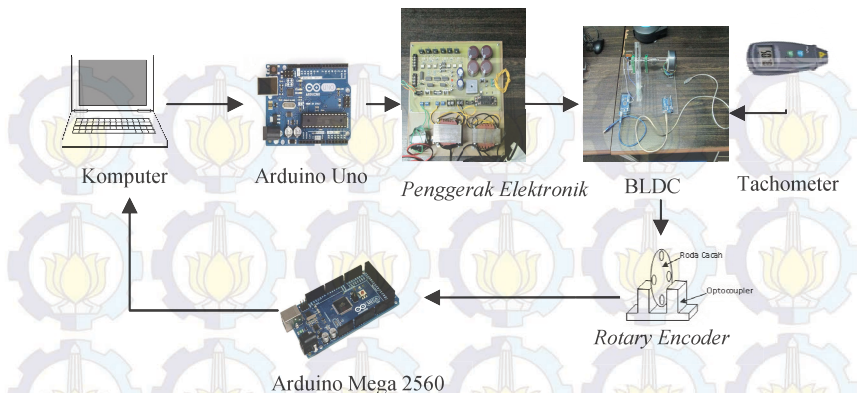 Komputer
Arduino Uno
Penggerak Elektronik
BLDC
Tachometer
Roda Cacah
Optocoupler
Rotary Encoder
Arduino Mega 2560